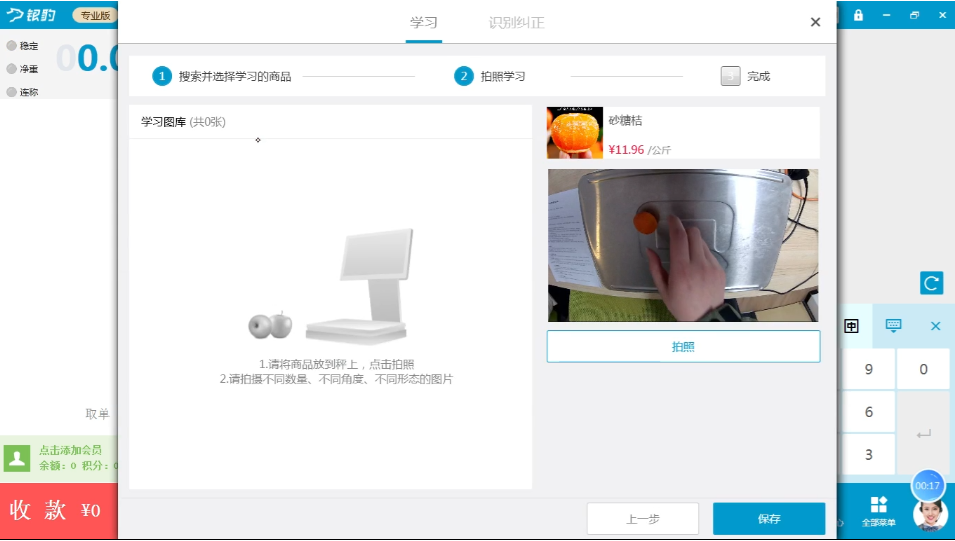 银豹 专业版
稳定
净重
连称
0 0.0
学习 识别纠正
1 搜索并选择学习的商品
2 拍照学习
3 完成
学习图库 (共0张)
砂糖桔
¥11.96 /公斤
1.请将商品放到秤上，点击拍照
2.请拍摄不同数量、不同角度、不同形态的图片
拍照
取单
点击添加会员
余额：0 积分：0
收 款 ¥0
上一步
保存
中
9 0
6
3
00:17
全部菜单